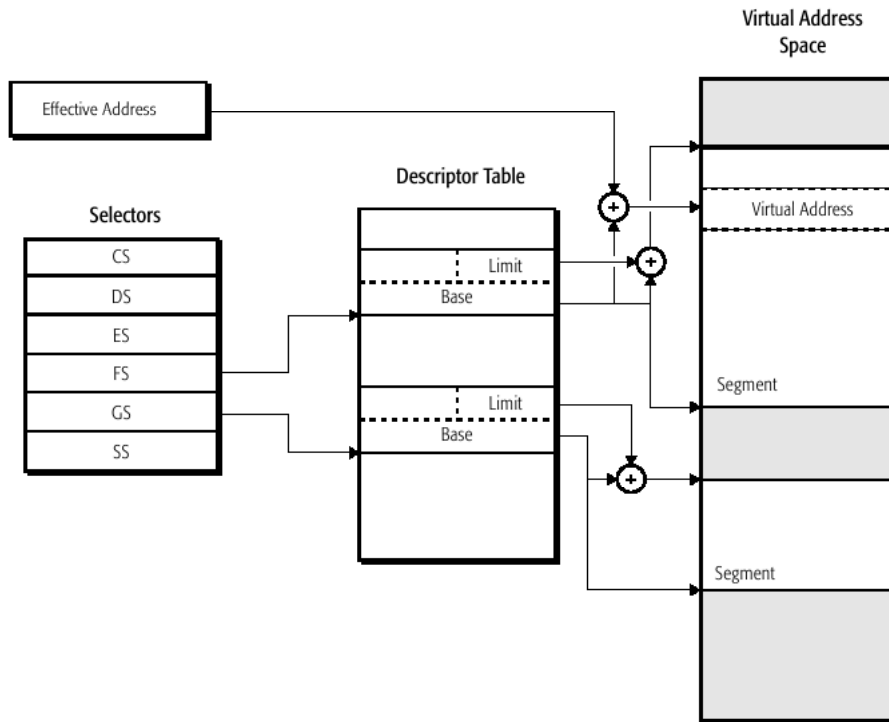 Virtual Address
Space
Effective Address
Descriptor Table
Selectors
CS
DS
ES
FS
GS
SS
Limit
Base
Limit
Base
+
+
+
Virtual Address
Segment
Segment